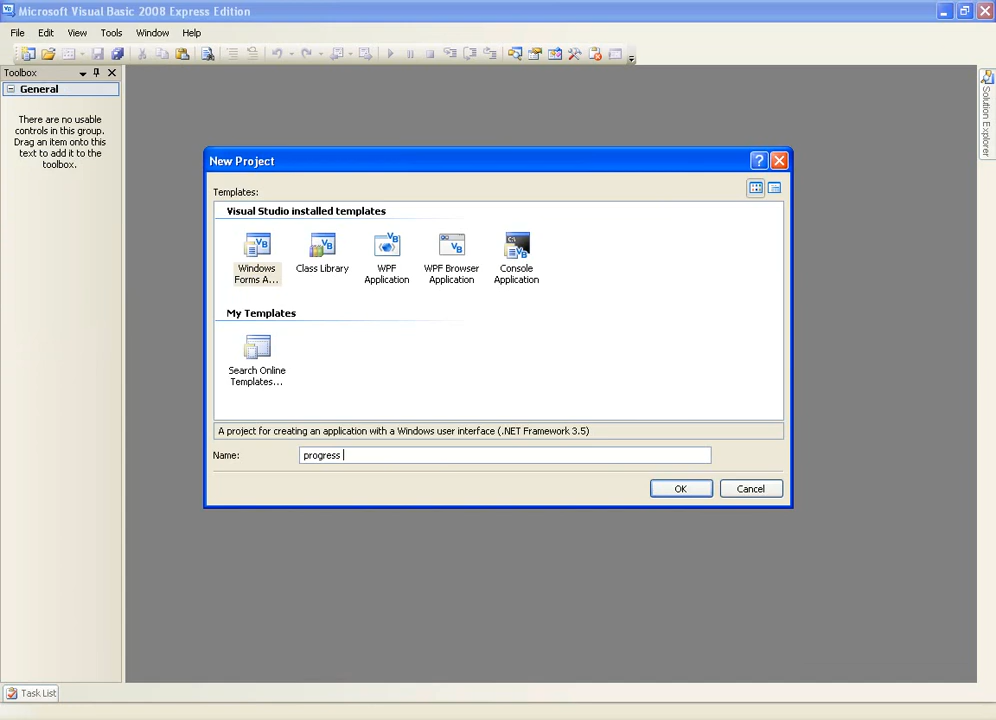 Microsoft Visual Basic 2008 Express Edition
File Edit View Tools Window Help
Toolbox
General
There are no usable
controls in this group.
Drag an item onto this
text to add it to the
toolbox.
Solution Explorer
New Project
Templates:
Visual Studio installed templates
Windows
Forms A...
Class Library
WPF
Application
WPF Browser
Application
Console
Application
My Templates
Search Online
Templates...
A project for creating an application with a Windows user interface (.NET Framework 3.5)
Name: progress
OK Cancel
Task List